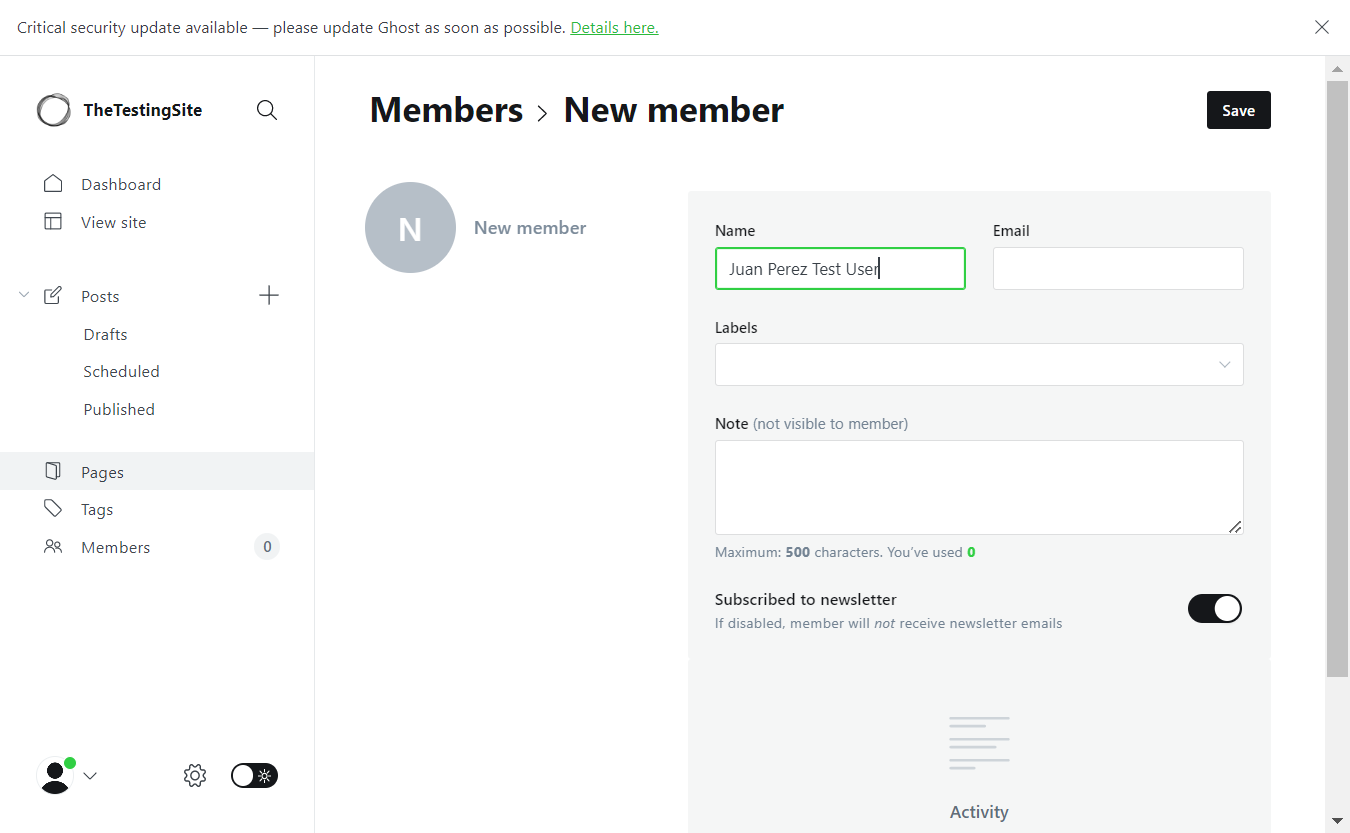 Critical security update available — please update Ghost as soon as possible. Details here.
TheTestingSite
Dashboard
View site
Posts
Drafts
Scheduled
Published
Pages
Tags
Members 0
Members › New member
Save
N
New member
Name Email
Juan Perez Test User
Labels
Note (not visible to member)
Maximum: 500 characters. You’ve used 0
Subscribed to newsletter
If disabled, member will not receive newsletter emails
Activity